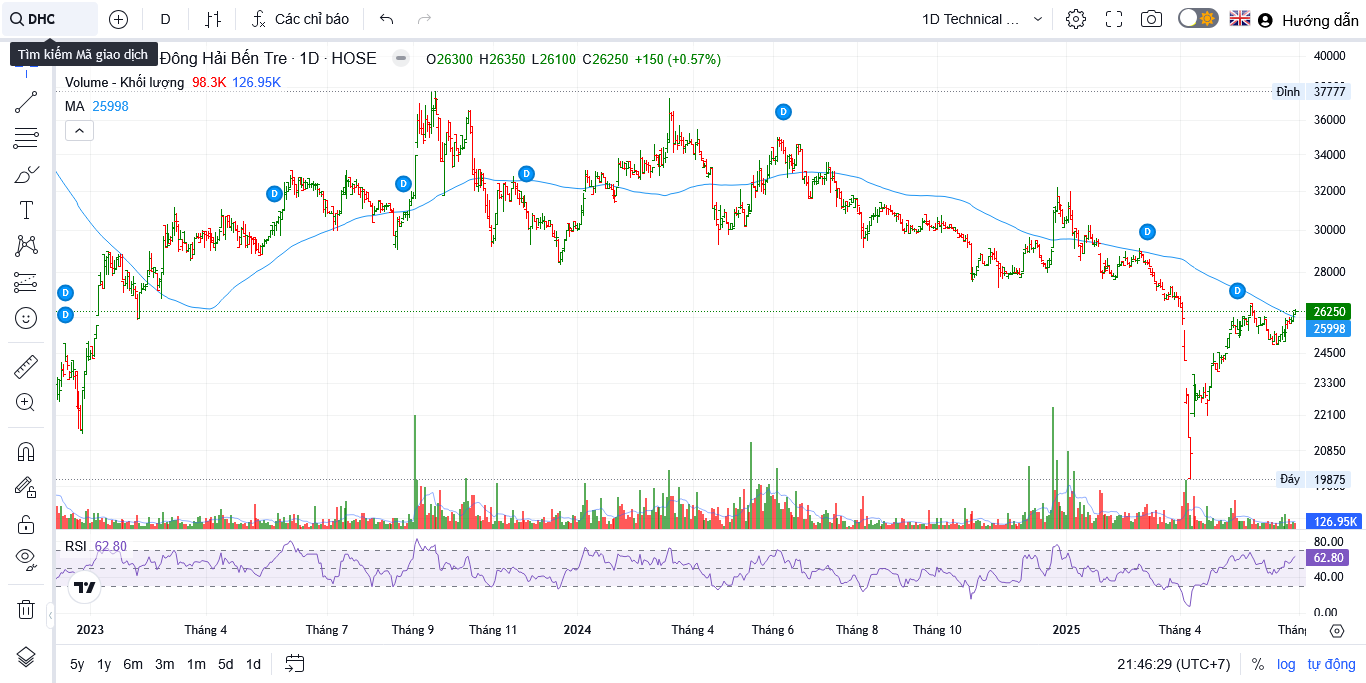 DHC
D
Các chỉ báo
1D Technical ...
Hướng dẫn
Tìm kiếm Mã giao dịch
Đông Hải Bến Tre · 1D · HOSE
O26300 H26350 L26100 C26250 +150 (+0.57%)
Volume - Khối lượng 98.3K 126.95K
MA 25998
40000
Đỉnh 37777
36000
34000
32000
30000
28000
26250
25998
24500
23300
22100
20850
Đáy 19875
126.95K
D
D
D
D
D
D
D
D
RSI 62.80
80.00
62.80
40.00
0.00
2023
Tháng 4
Tháng 7
Tháng 9
Tháng 11
2024
Tháng 4
Tháng 6
Tháng 8
Tháng 10
2025
Tháng 4
Thán
5y 1y 6m 3m 1m 5d 1d
21:46:29 (UTC+7)
%
log
tự động